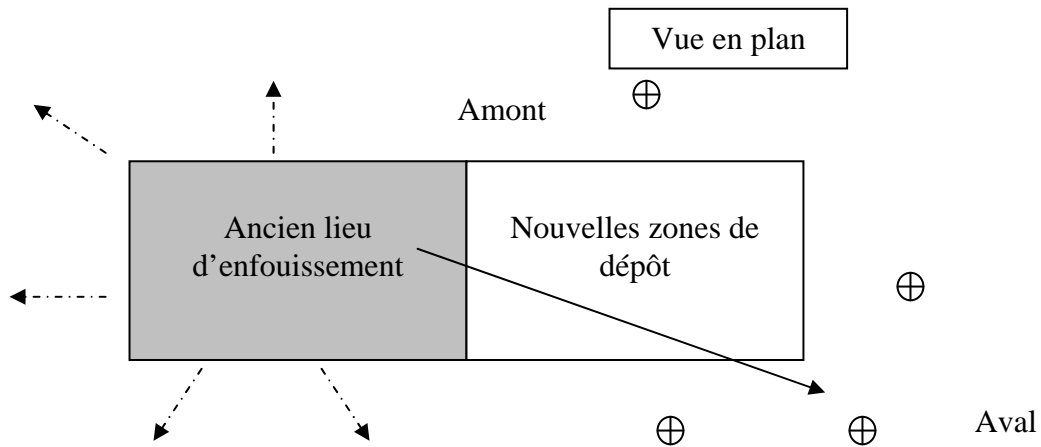 Vue en plan
Amont
Ancien lieu
d'enfouissement
Nouvelles zones de
dépôt
Aval